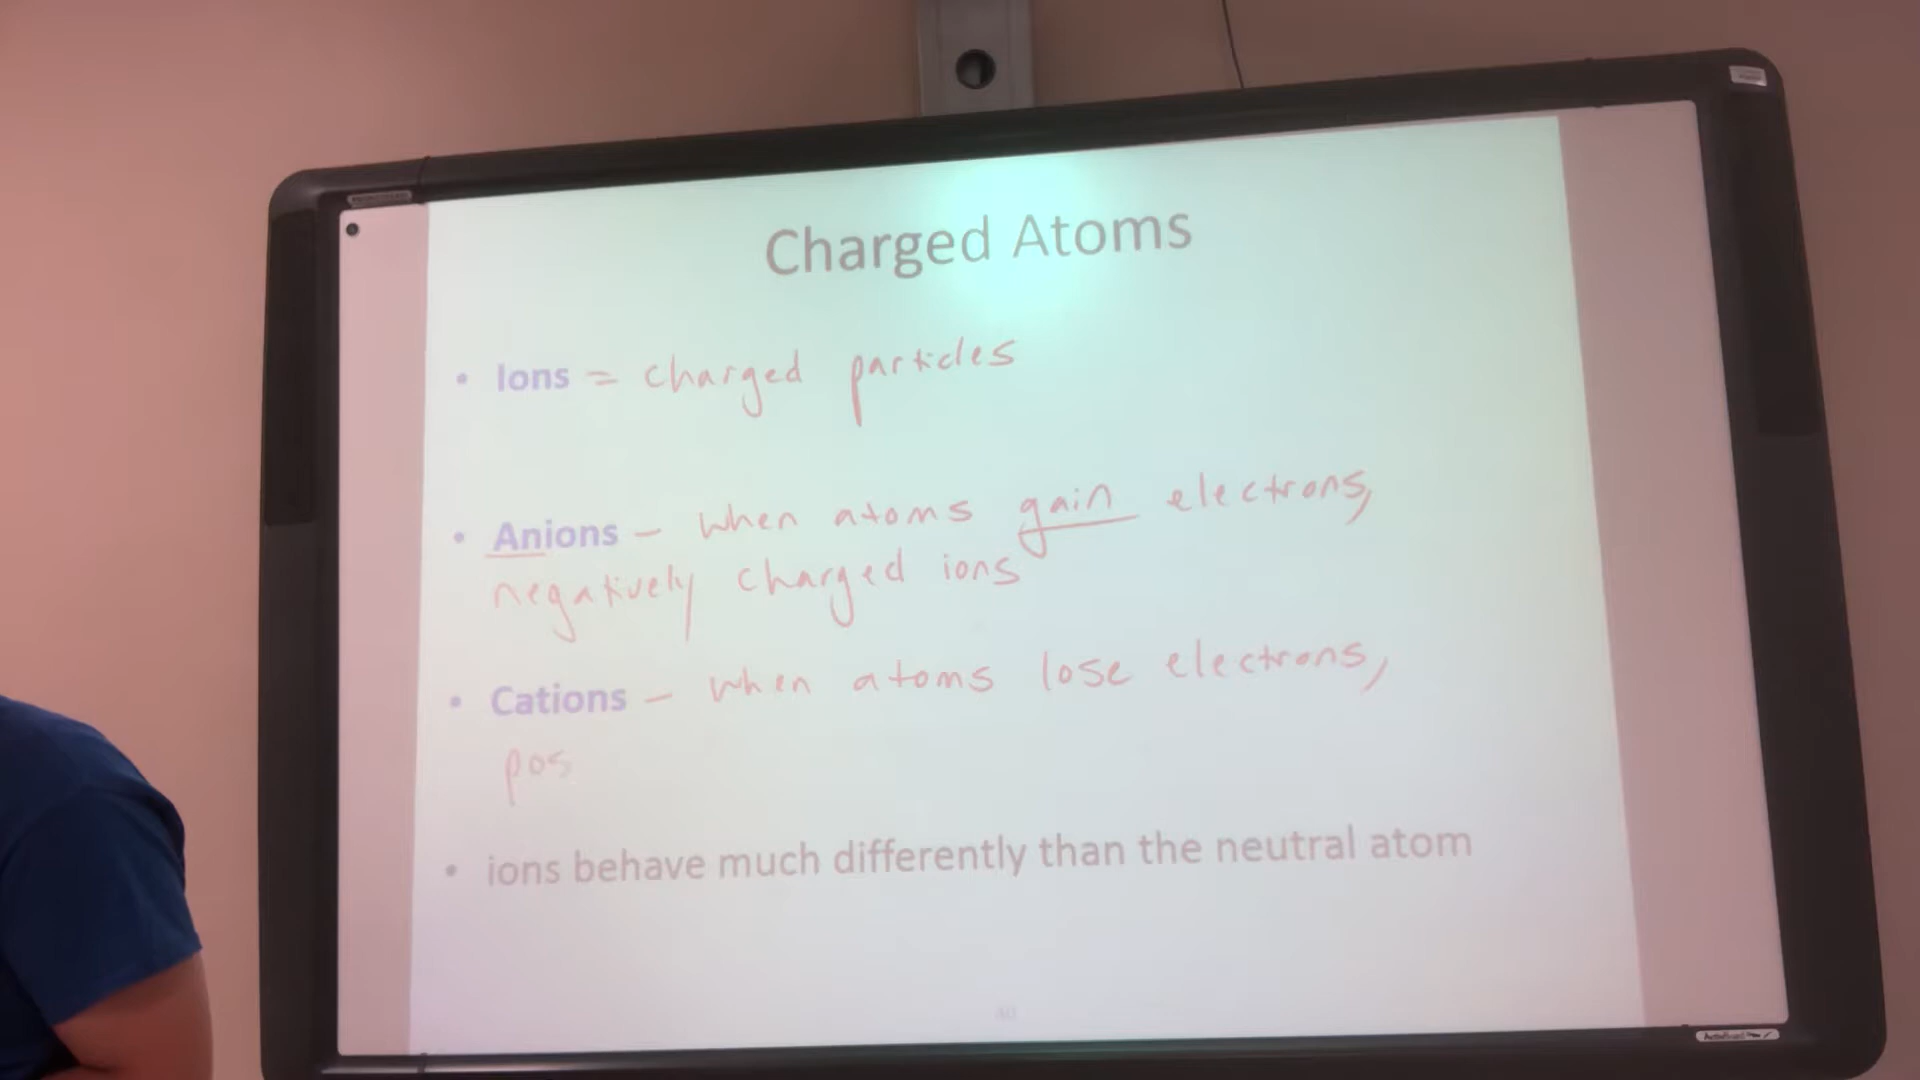 Charged Atoms
• Ions = charged particles
• Anions – when atoms gain electrons,
negatively charged ions
• Cations – when atoms lose electrons,
pos
• ions behave much differently than the neutral atom